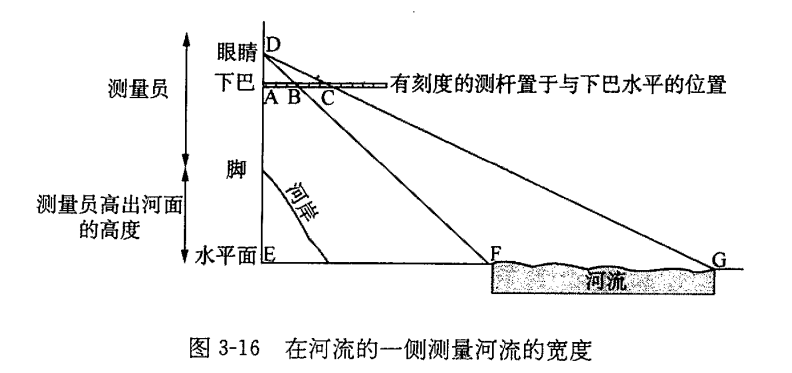 眼睛 D
下巴
A B C
有刻度的测杆置于与下巴水平的位置
测量员
脚
河岸
测量员高出河面
的高度
水平面 E
F
G
河流
图 3-16 在河流的一侧测量河流的宽度